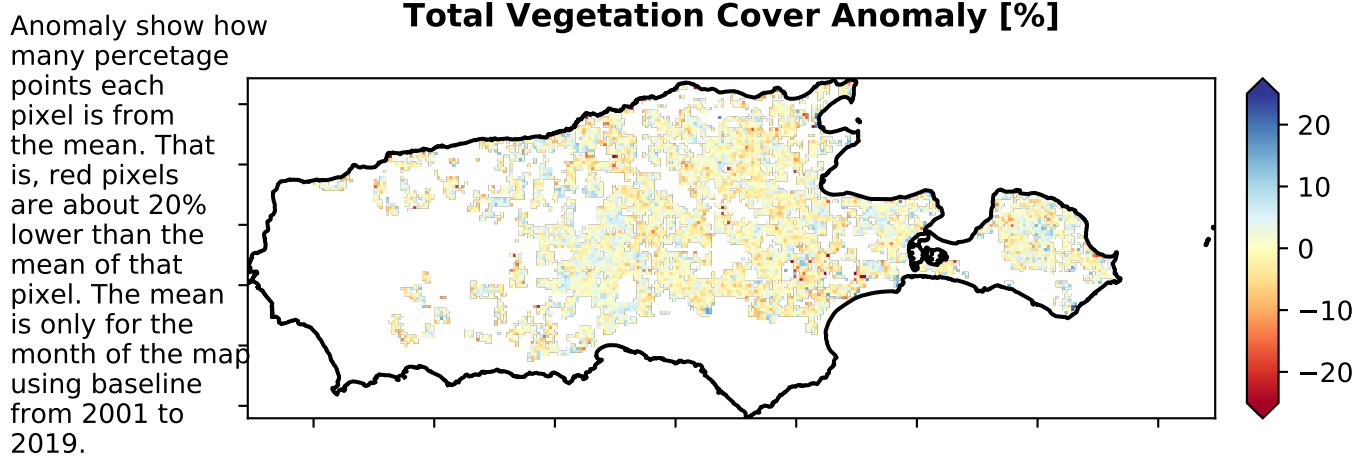 Total Vegetation Cover Anomaly [%]
Anomaly show how
many percetage
points each
pixel is from
the mean. That
is, red pixels
are about 20%
lower than the
mean of that
pixel. The mean
is only for the
month of the map
using baseline
from 2001 to
2019.
20
10
0
−10
−20